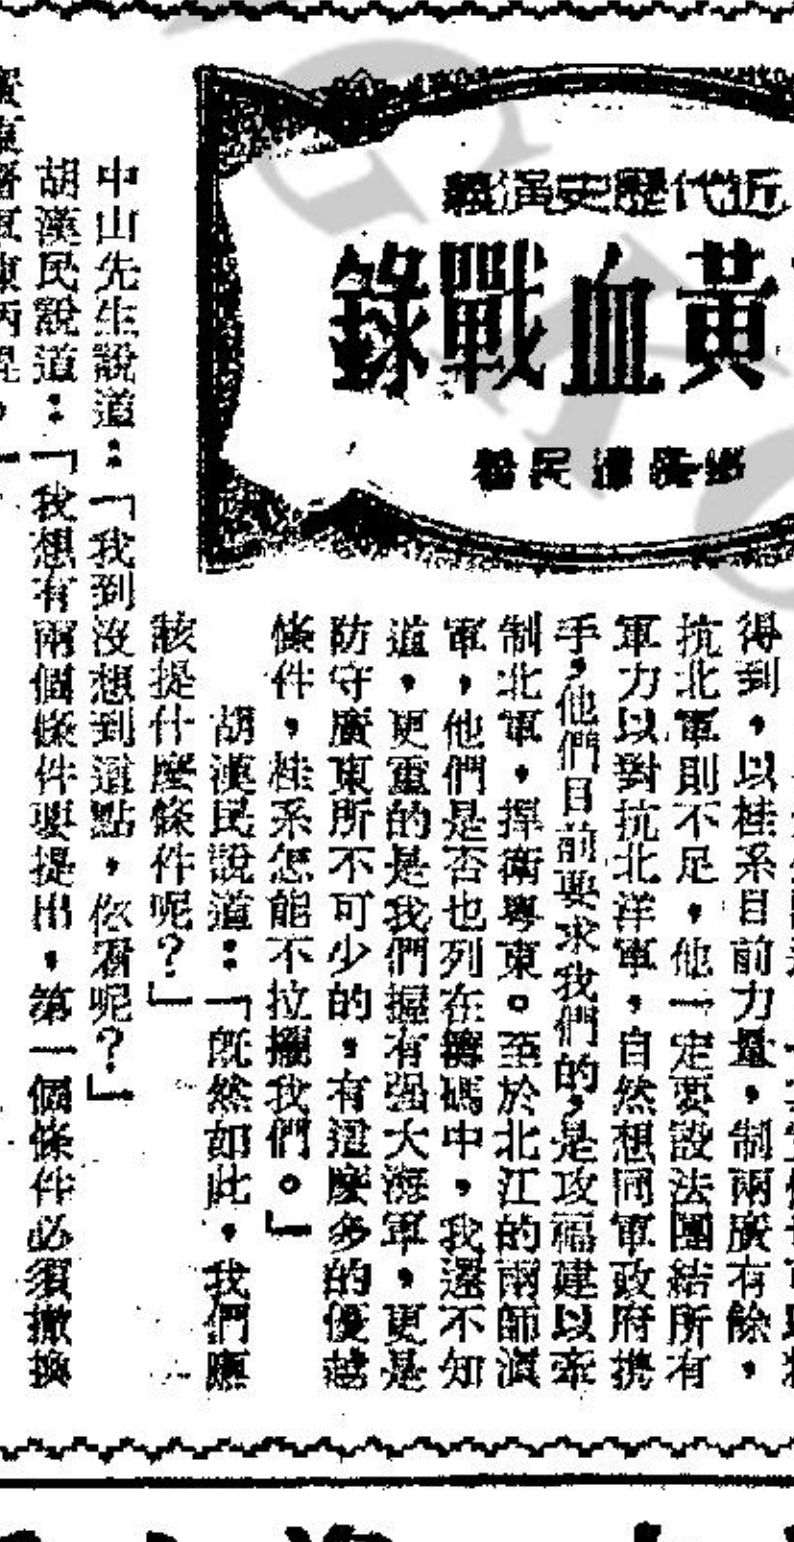 近代歷史演義
黃血戰錄
得到，以桂系目前力量，制兩廣有餘，
抗北軍則不足，他一定要設法團結所有
軍力以對抗北洋軍，自然想同軍政府携
手，他們目前要求我們的，是攻福建以牽
制北軍，捍衛粵東。至於北江的兩師滇
軍，他們是否也列在籌碼中，我還不知
道，更重的是我們握有强大海軍，更是
防守廣東所不可少的，有這麼多的優越
條件，桂系怎能不拉攏我們。」
胡漢民說道：「既然如此，我們應
該提什麼條件呢？」
中山先生說道：「我到沒想到這點，你看呢？」
胡漢民說道：「我想有兩個條件要提出，第一個條件必須撤換